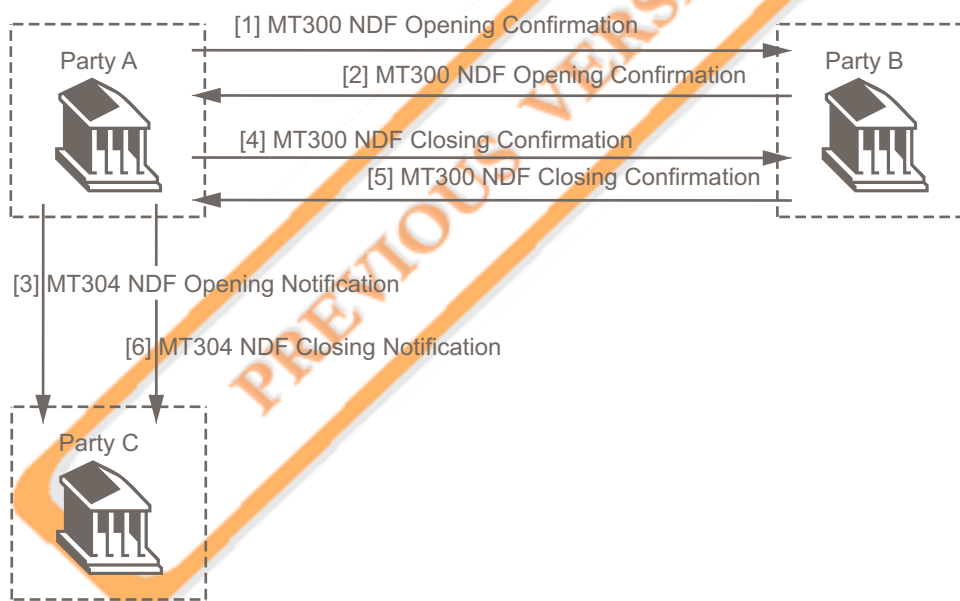 [1] MT300 NDF Opening Confirmation
Party A
Party B
[2] MT300 NDF Opening Confirmation
[4] MT300 NDF Closing Confirmation
[5] MT300 NDF Closing Confirmation
[3] MT304 NDF Opening Notification
[6] MT304 NDF Closing Notification
Party C
PREVIOUS VERS